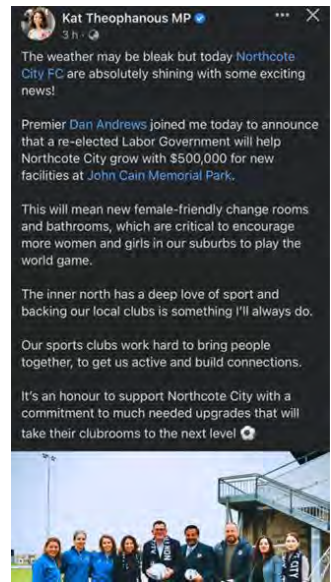 Kat Theophanous MP
3 h
The weather may be bleak but today Northcote
City FC are absolutely shining with some exciting
news!
Premier Dan Andrews joined me today to announce
that a re-elected Labor Government will help
Northcote City grow with $500,000 for new
facilities at John Cain Memorial Park.
This will mean new female-friendly change rooms
and bathrooms, which are critical to encourage
more women and girls in our suburbs to play the
world game.
The inner north has a deep love of sport and
backing our local clubs is something I'll always do.
Our sports clubs work hard to bring people
together, to get us active and build connections.
It's an honour to support Northcote City with a
commitment to much needed upgrades that will
take their clubrooms to the next level ⚽